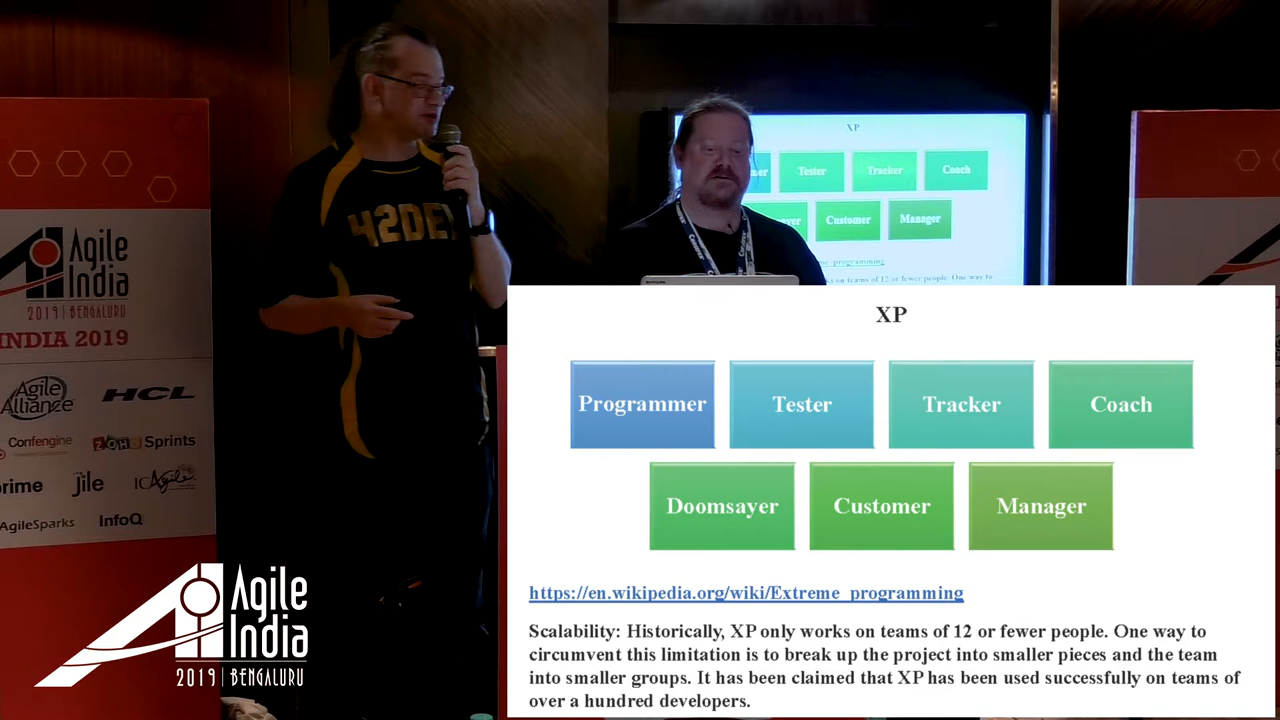 XP
Tester
Tracker
Coach
Customer
Manager
42DE
Agile
India
2019 | BENGALURU
INDIA 2019
Agile
Alliance
HCL
Confengine
ZOHO Sprints
prime
Jile
ICAgile
AgileSparks
InfoQ
Agile
India
2019 | BENGALURU
XP
Programmer
Tester
Tracker
Coach
Doomsayer
Customer
Manager
https://en.wikipedia.org/wiki/Extreme_programming
Scalability: Historically, XP only works on teams of 12 or fewer people. One way to
circumvent this limitation is to break up the project into smaller pieces and the team
into smaller groups. It has been claimed that XP has been used successfully on teams of
over a hundred developers.